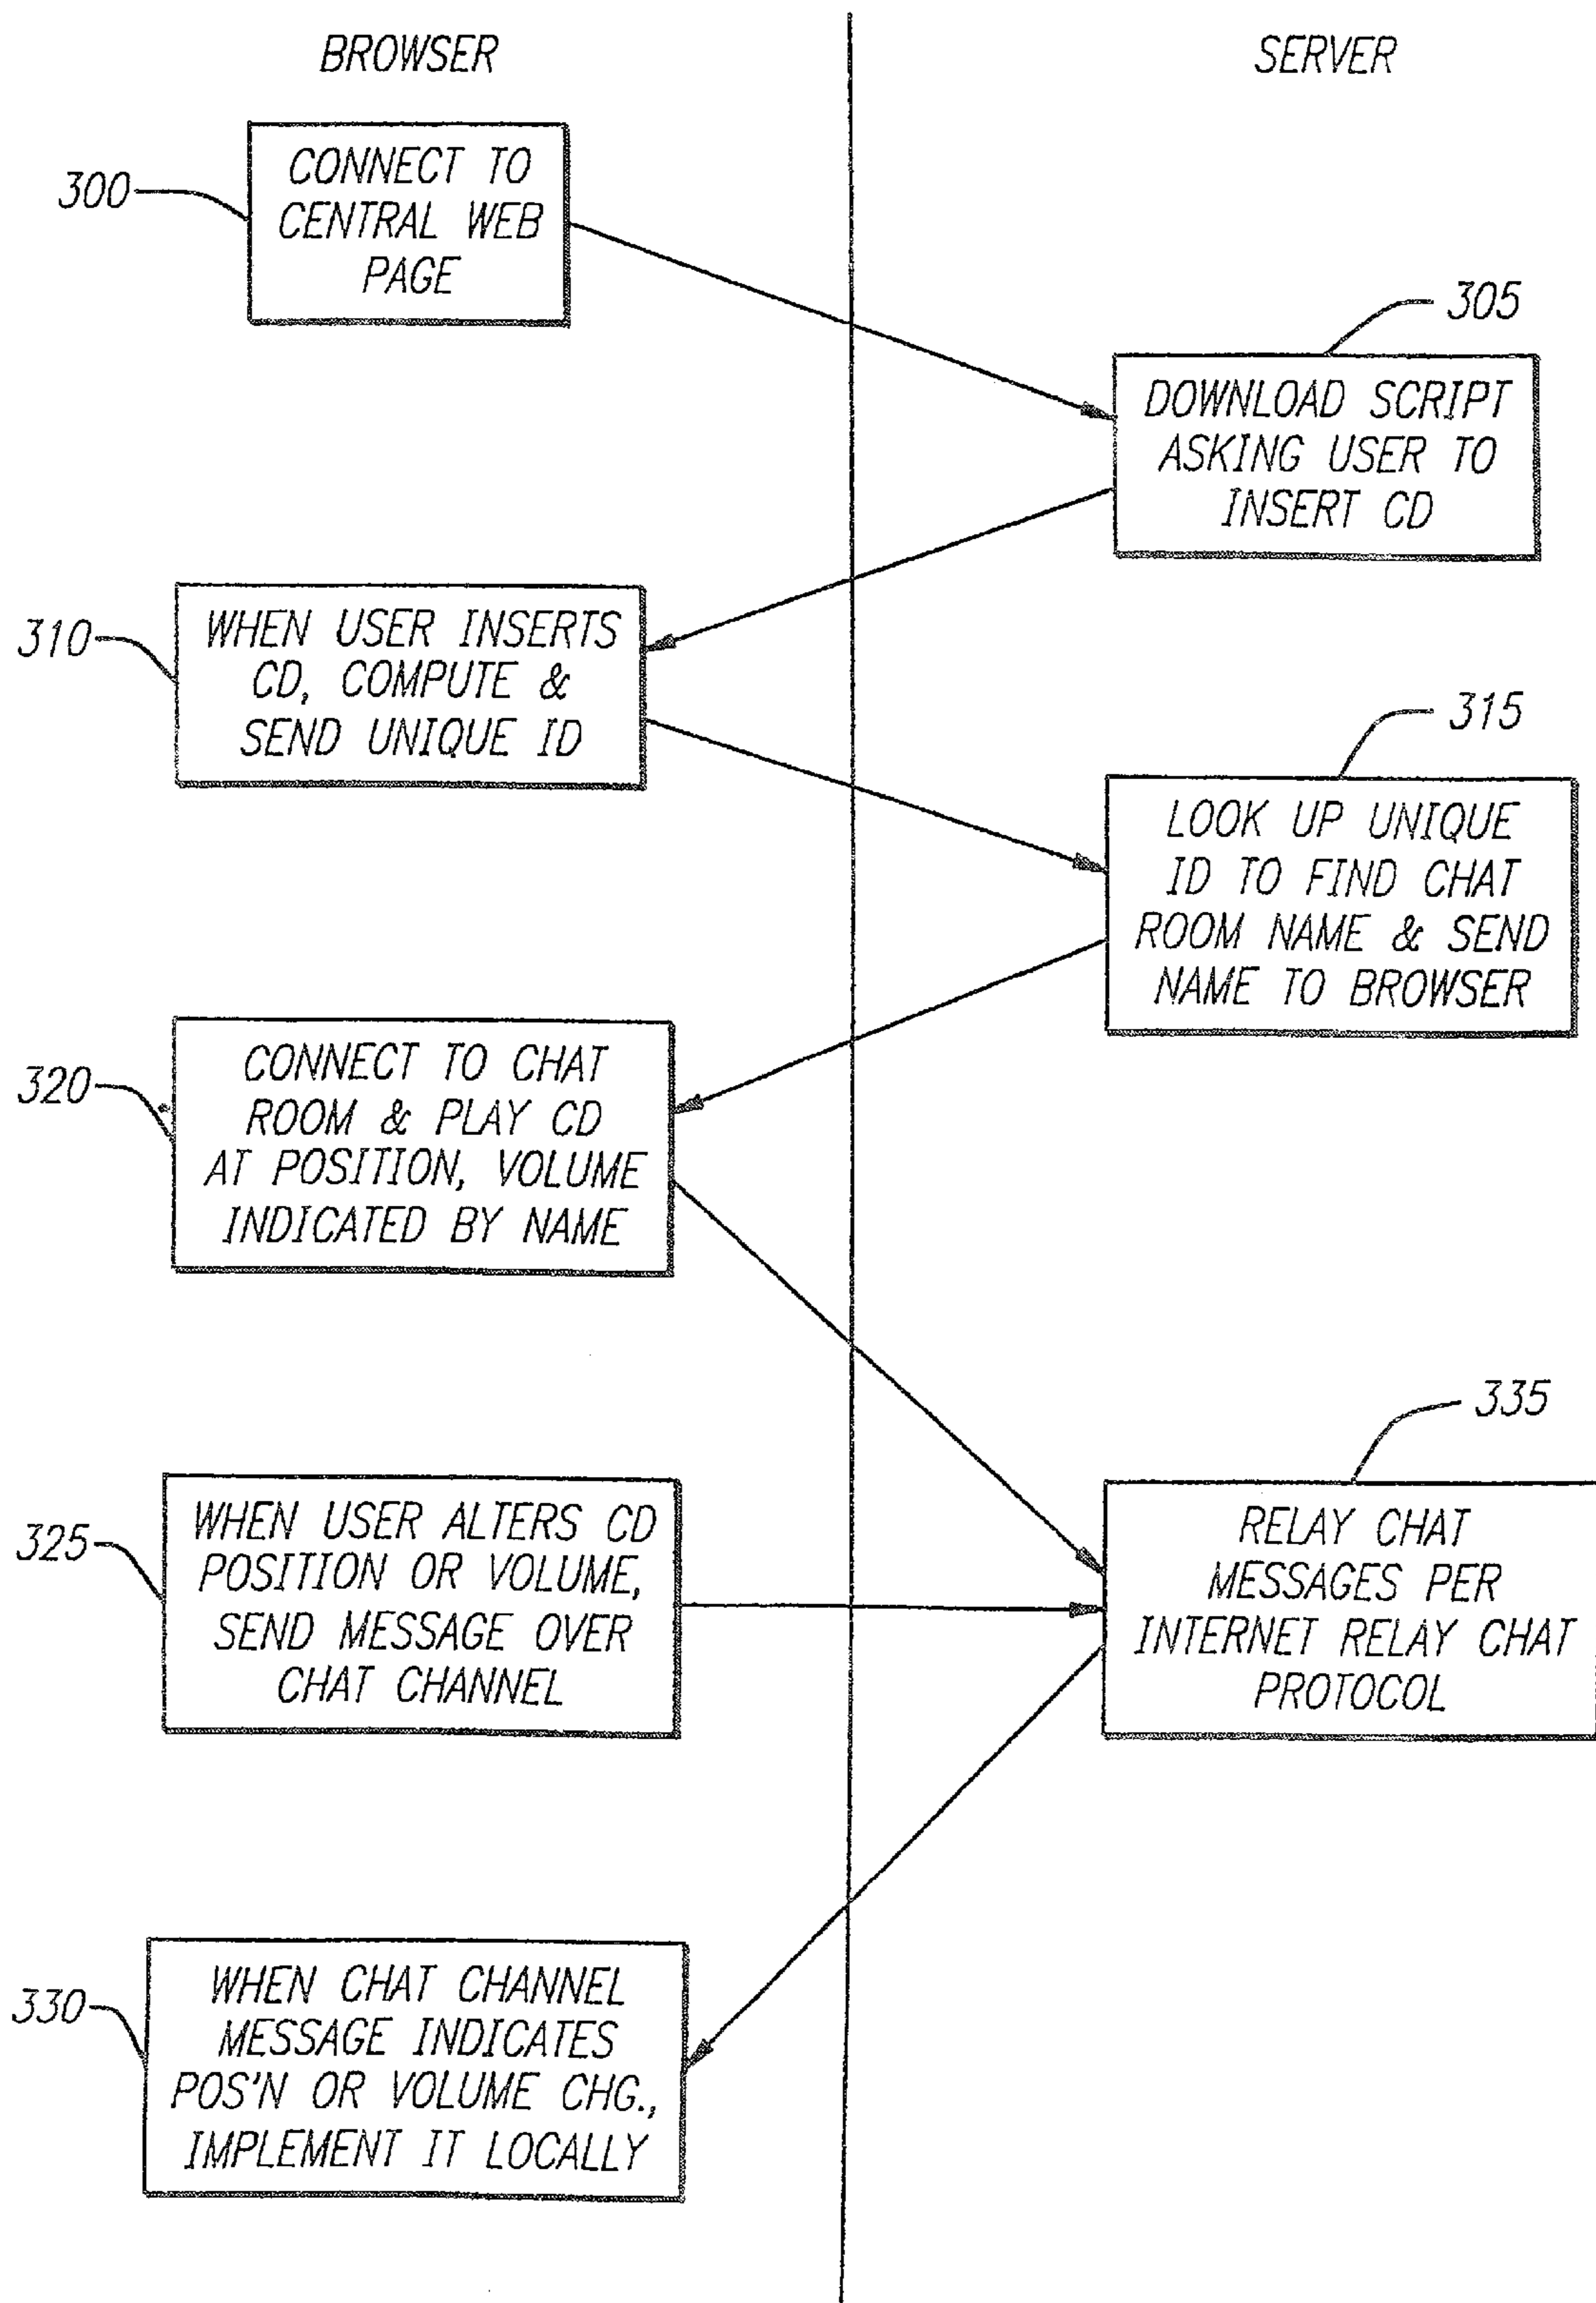 BROWSER
SERVER
300
CONNECT TO
CENTRAL WEB
PAGE
305
DOWNLOAD SCRIPT
ASKING USER TO
INSERT CD
310
WHEN USER INSERTS
CD, COMPUTE &
SEND UNIQUE ID
315
LOOK UP UNIQUE
ID TO FIND CHAT
ROOM NAME & SEND
NAME TO BROWSER
320
CONNECT TO CHAT
ROOM & PLAY CD
AT POSITION, VOLUME
INDICATED BY NAME
325
WHEN USER ALTERS CD
POSITION OR VOLUME,
SEND MESSAGE OVER
CHAT CHANNEL
335
RELAY CHAT
MESSAGES PER
INTERNET RELAY CHAT
PROTOCOL
330
WHEN CHAT CHANNEL
MESSAGE INDICATES
POS'N OR VOLUME CHG.,
IMPLEMENT IT LOCALLY